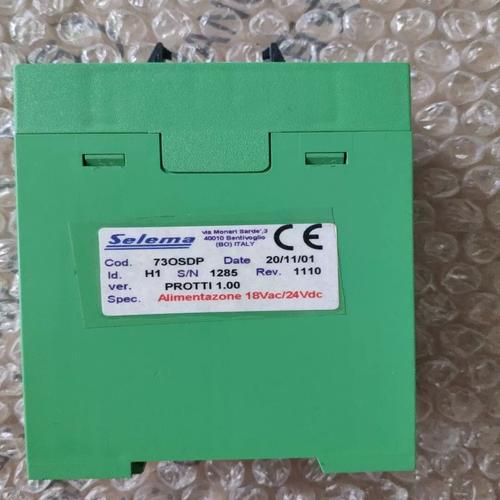 Selema
via Monari Sarde',3
40010 Bentivoglio
(BO) ITALY
CE
Cod. 73OSDP Date 20/11/01
Id. H1 S/N 1285 Rev. 1110
ver. PROTTI 1.00
Spec. Alimentazone 18Vac/24Vdc